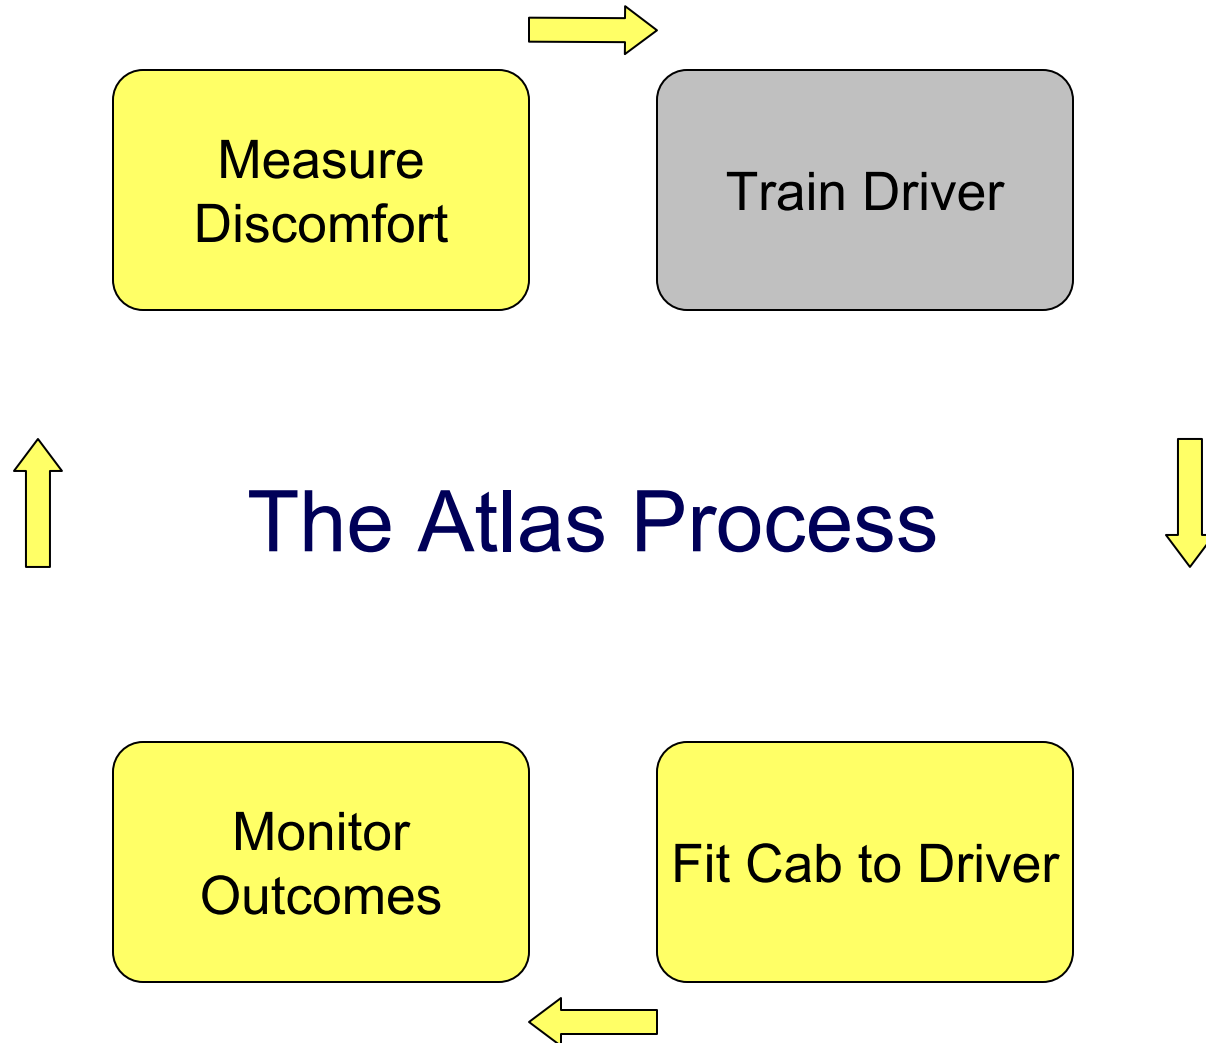 Measure
Discomfort
Train Driver
The Atlas Process
Monitor
Outcomes
Fit Cab to Driver